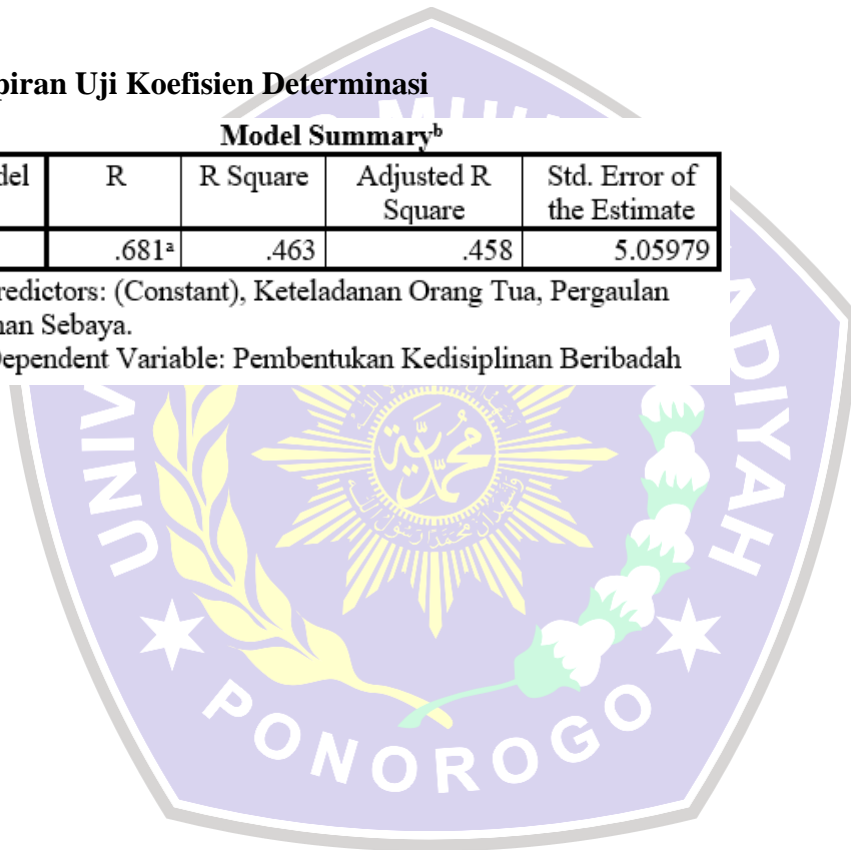 piran Uji Koefisien Determinasi
Model Summaryᵇ
del R R Square Adjusted R Square Std. Error of the Estimate
.681ᵃ .463 .458 5.05979
redictors: (Constant), Keteladanan Orang Tua, Pergaulan
nan Sebaya.
Dependent Variable: Pembentukan Kedisiplinan Beribadah
PONOROGO